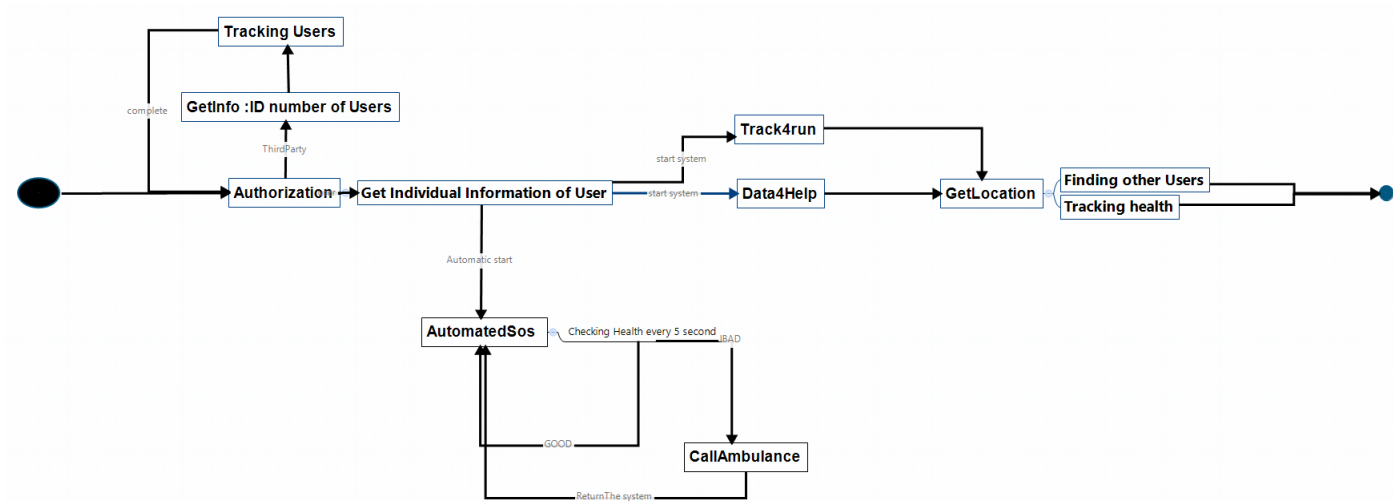 Tracking Users
complete
GetInfo :ID number of Users
ThirdParty
Track4run
start system
Authorization
Get Individual Information of User
start system
Data4Help
GetLocation
Finding other Users
Tracking health
Automatic start
AutomatedSos
Checking Health every 5 second
IBAD
GOOD
CallAmbulance
ReturnThe system